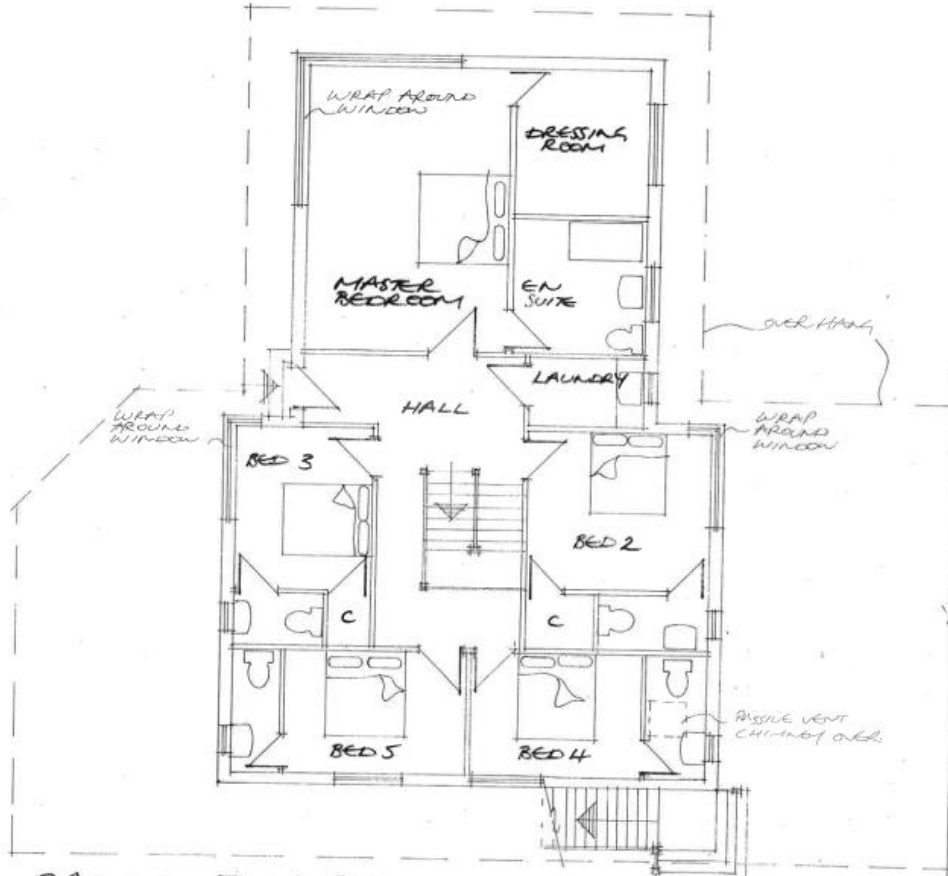 WRAP AROUND
WINDOW
DRESSING
ROOM
MASTER
BEDROOM
EN
SUITE
OVER HANG
LAUNDRY
HALL
WRAP
AROUND
WINDOW
WRAP
AROUND
WINDOW
BED 3
BED 2
C
C
PASSIVE VENT
CHIMNEY OVER.
BED 5
BED 4